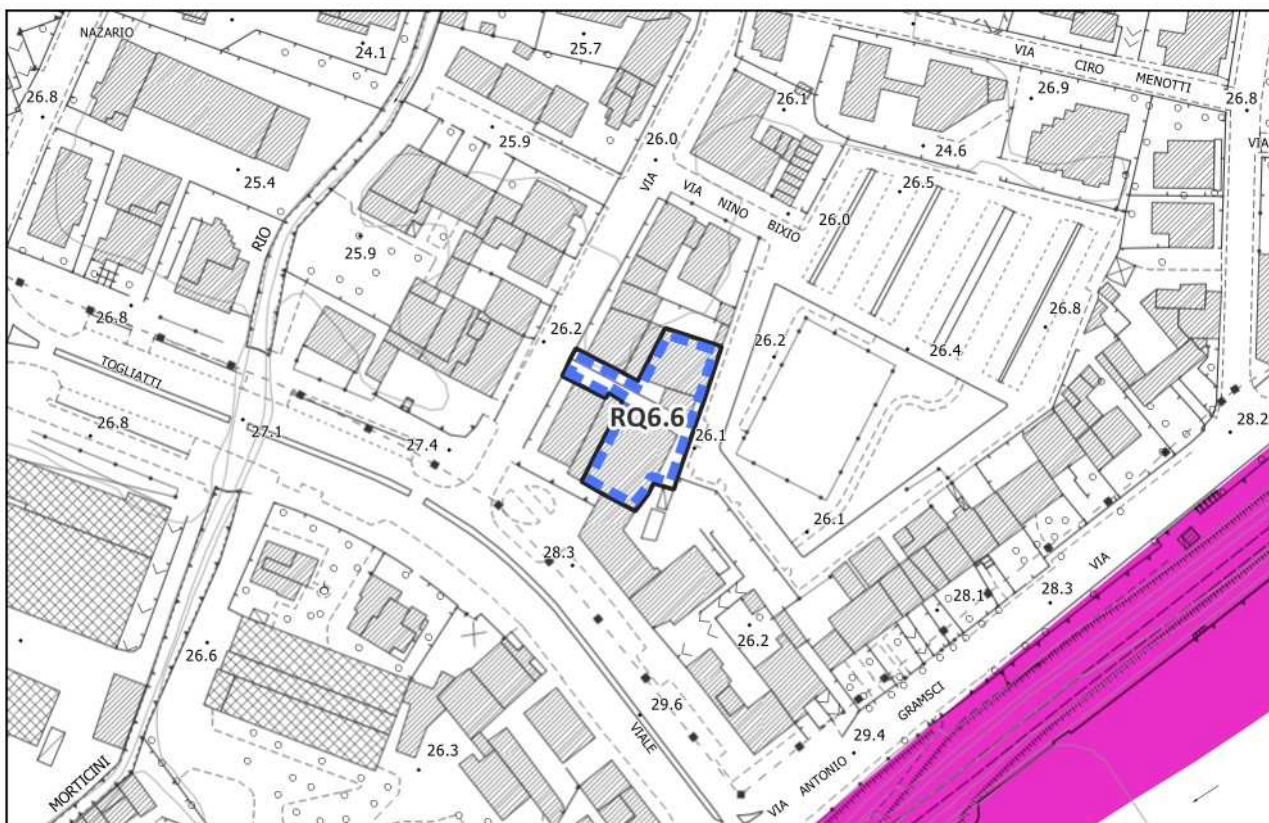 NAZARIO
24.1
25.7
VIA
CIRO
MENOTTI
26.8
26.9
26.8
26.1
VIA
25.9
26.0
24.6
25.4
VIA
VIA
NINO
BIXIO
26.5
26.0
RIO
25.9
26.8
26.2
26.2
26.4
26.8
TOGLIATTI
RQ6.6
26.8
27.1
27.4
26.1
28.2
26.1
28.3
VIA
28.1
28.3
26.6
26.2
29.6
GRAMSCI
VIALE
29.4
26.3
ANTONIO
MORTICINI
VIA